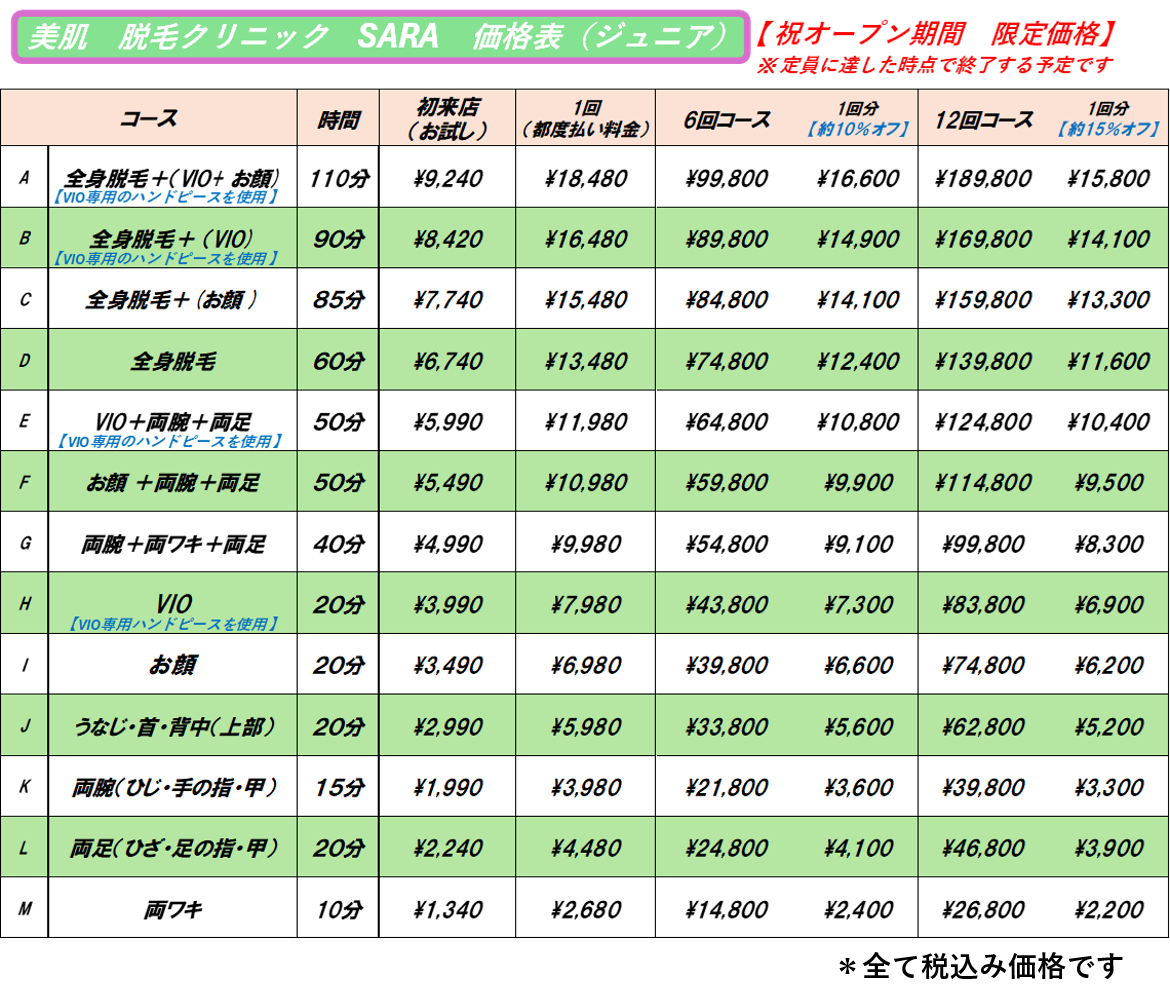 美肌　脱毛クリニック　SARA　価格表（ジュニア）
【祝オープン期間　限定価格】
※定員に達した時点で終了する予定です
コース 時間 初来店（お試し） 1回（都度払い料金） 6回コース 1回分【約10%オフ】 12回コース 1回分【約15%オフ】
A 全身脱毛＋（VIO+ お顔） 110分 ¥9,240 ¥18,480 ¥99,800 ¥16,600 ¥189,800 ¥15,800
【VIO専用のハンドピースを使用】
B 全身脱毛＋（VIO） 90分 ¥8,420 ¥16,480 ¥89,800 ¥14,900 ¥169,800 ¥14,100
【VIO専用のハンドピースを使用】
C 全身脱毛＋（お顔 ） 85分 ¥7,740 ¥15,480 ¥84,800 ¥14,100 ¥159,800 ¥13,300
D 全身脱毛 60分 ¥6,740 ¥13,480 ¥74,800 ¥12,400 ¥139,800 ¥11,600
E VIO＋両腕＋両足 50分 ¥5,990 ¥11,980 ¥64,800 ¥10,800 ¥124,800 ¥10,400
【VIO専用のハンドピースを使用】
F お顔 ＋両腕＋両足 50分 ¥5,490 ¥10,980 ¥59,800 ¥9,900 ¥114,800 ¥9,500
G 両腕＋両ワキ＋両足 40分 ¥4,990 ¥9,980 ¥54,800 ¥9,100 ¥99,800 ¥8,300
H VIO 20分 ¥3,990 ¥7,980 ¥43,800 ¥7,300 ¥83,800 ¥6,900
【VIO専用ハンドピースを使用】
I お顔 20分 ¥3,490 ¥6,980 ¥39,800 ¥6,600 ¥74,800 ¥6,200
J うなじ・首・背中（上部） 20分 ¥2,990 ¥5,980 ¥33,800 ¥5,600 ¥62,800 ¥5,200
K 両腕（ひじ・手の指・甲） 15分 ¥1,990 ¥3,980 ¥21,800 ¥3,600 ¥39,800 ¥3,300
L 両足（ひざ・足の指・甲） 20分 ¥2,240 ¥4,480 ¥24,800 ¥4,100 ¥46,800 ¥3,900
M 両ワキ 10分 ¥1,340 ¥2,680 ¥14,800 ¥2,400 ¥26,800 ¥2,200
＊全て税込み価格です